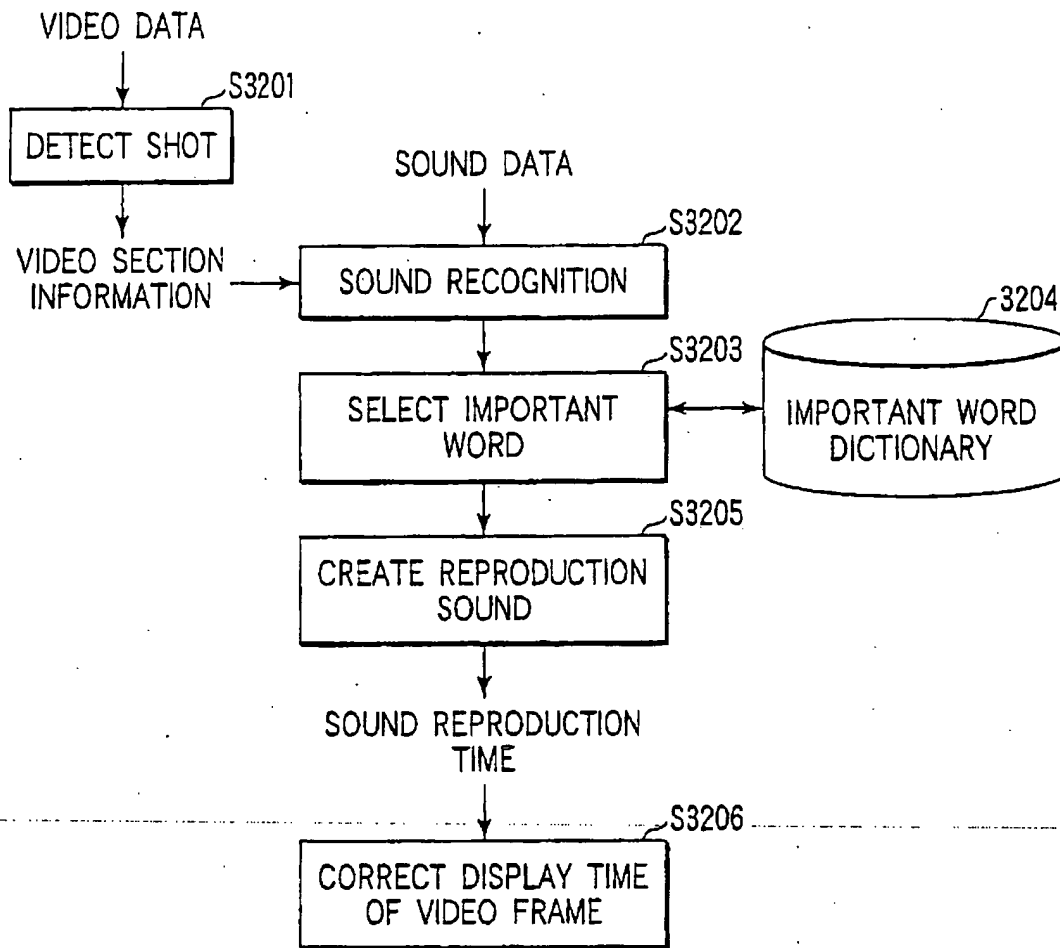 VIDEO DATA
S3201
DETECT SHOT
SOUND DATA
S3202
VIDEO SECTION
INFORMATION
SOUND RECOGNITION
3204
S3203
SELECT IMPORTANT
WORD
IMPORTANT WORD
DICTIONARY
S3205
CREATE REPRODUCTION
SOUND
SOUND REPRODUCTION
TIME
S3206
CORRECT DISPLAY TIME
OF VIDEO FRAME